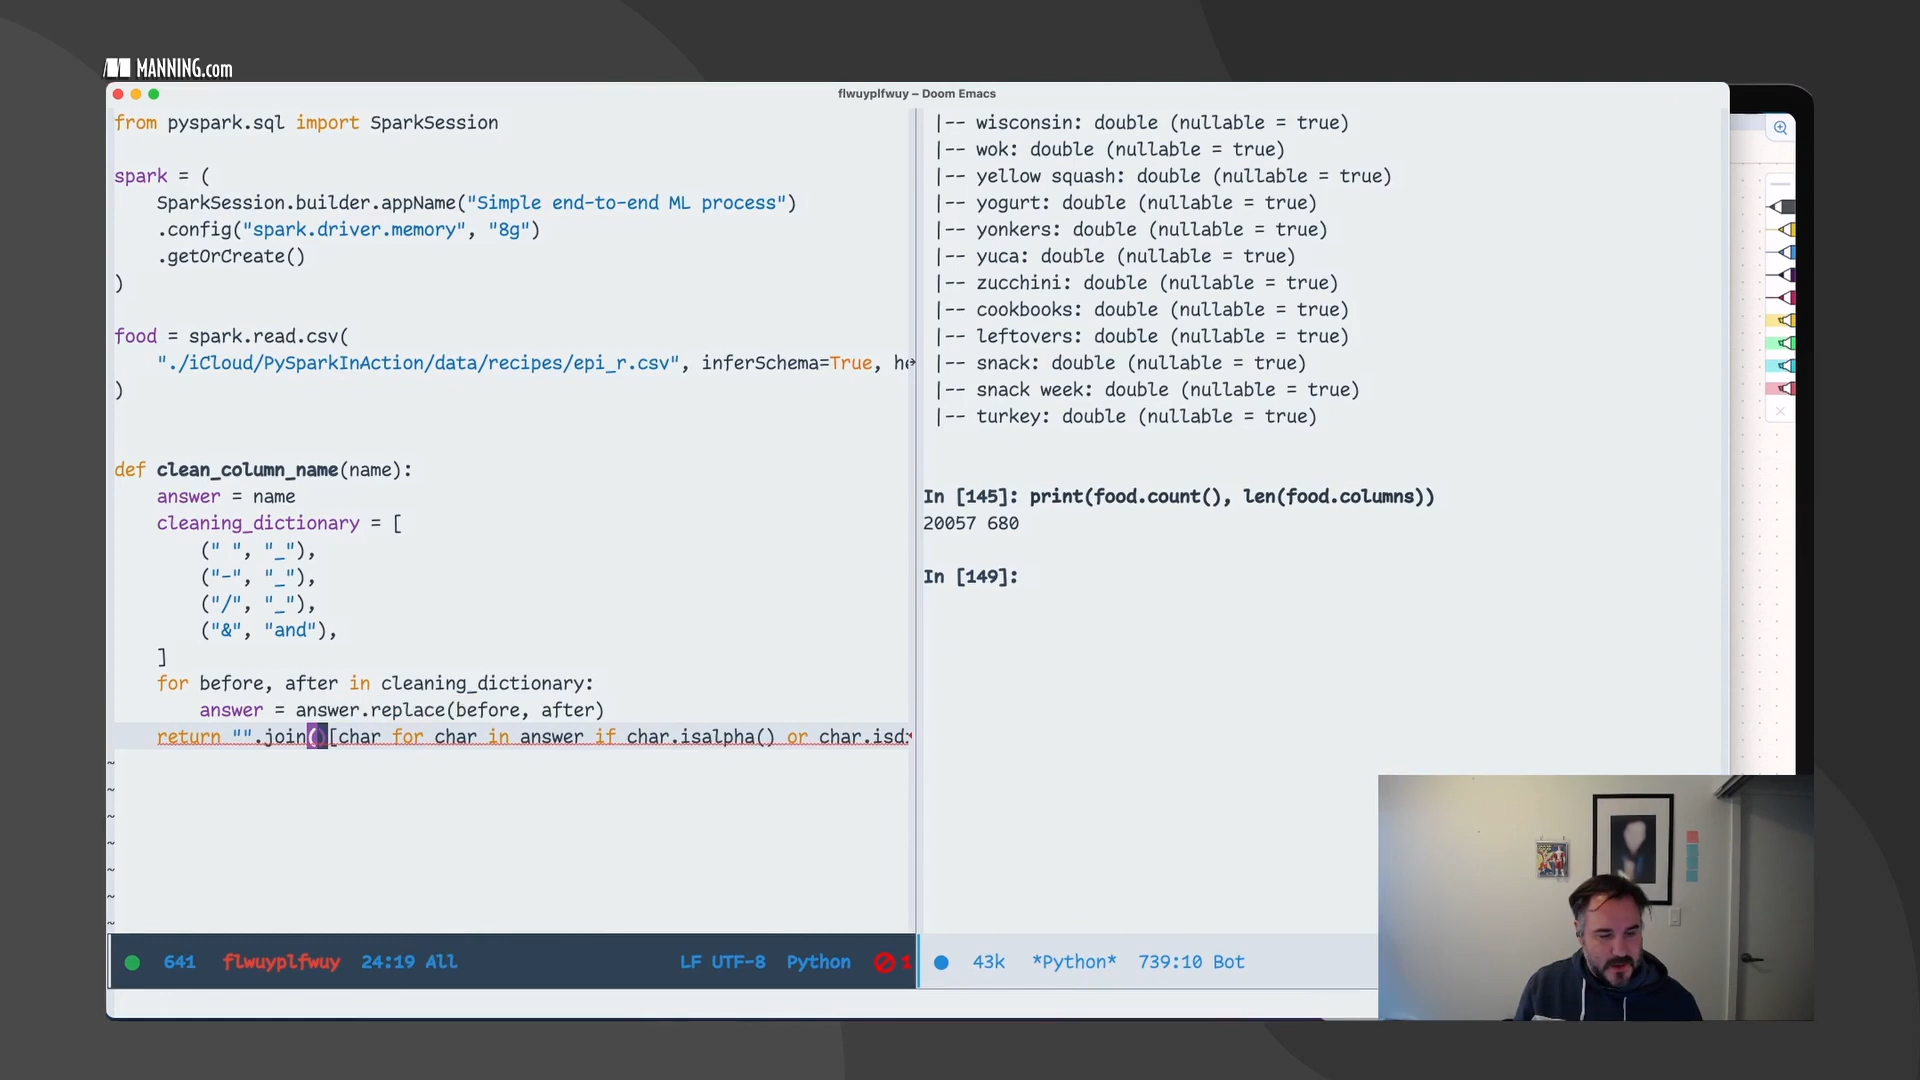 MANNING.com
flwuyplfwuy – Doom Emacs
from pyspark.sql import SparkSession
spark = (
SparkSession.builder.appName("Simple end-to-end ML process")
.config("spark.driver.memory", "8g")
.getOrCreate()
)
food = spark.read.csv(
"./iCloud/PySparkInAction/data/recipes/epi_r.csv", inferSchema=True, he
)
def clean_column_name(name):
answer = name
cleaning_dictionary = [
(" ", "_"),
("-", "_"),
("/", "_"),
("&", "and"),
]
for before, after in cleaning_dictionary:
answer = answer.replace(before, after)
return "".join()[char for char in answer if char.isalpha() or char.isd
~
~
~
~
~
~
~
641 flwuyplfwuy 24:19 All LF UTF-8 Python 1
|-- wisconsin: double (nullable = true)
|-- wok: double (nullable = true)
|-- yellow squash: double (nullable = true)
|-- yogurt: double (nullable = true)
|-- yonkers: double (nullable = true)
|-- yuca: double (nullable = true)
|-- zucchini: double (nullable = true)
|-- cookbooks: double (nullable = true)
|-- leftovers: double (nullable = true)
|-- snack: double (nullable = true)
|-- snack week: double (nullable = true)
|-- turkey: double (nullable = true)
In [145]: print(food.count(), len(food.columns))
20057 680
In [149]:
43k *Python* 739:10 Bot